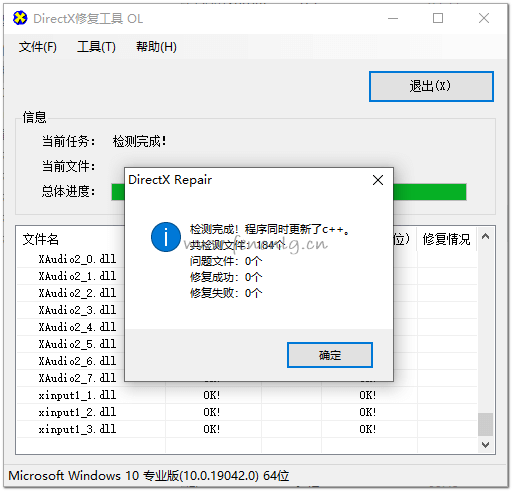 DirectX修复工具 OL
文件(F) 工具(T) 帮助(H)
退出(X)
信息
当前任务： 检测完成！
当前文件：
总体进度：
DirectX Repair
检测完成！程序同时更新了c++。
共检测文件：184个
问题文件：0个
修复成功：0个
修复失败：0个
确定
文件名 位) 修复情况
XAudio2_0.dll
XAudio2_1.dll
XAudio2_2.dll
XAudio2_3.dll
XAudio2_4.dll
XAudio2_5.dll
XAudio2_6.dll
XAudio2_7.dll
xinput1_1.dll OK! OK!
xinput1_2.dll OK! OK!
xinput1_3.dll OK! OK!
Microsoft Windows 10 专业版(10.0.19042.0) 64位